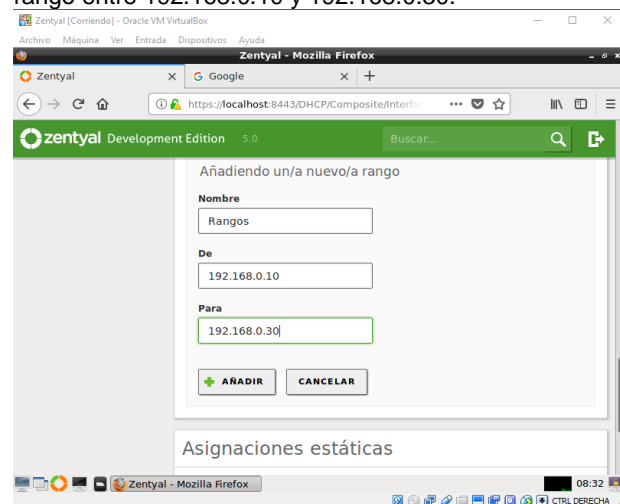 rango entre 192.168.0.10 y 192.168.0.30.
Zentyal [Corriendo] - Oracle VM VirtualBox
Archivo Máquina Ver Entrada Dispositivos Ayuda
Zentyal - Mozilla Firefox
Zentyal
Google
https://localhost:8443/DHCP/Composite/Interfa
zentyal Development Edition 5.0
Buscar...
Añadiendo un/a nuevo/a rango
Nombre
Rangos
De
192.168.0.10
Para
192.168.0.30
AÑADIR
CANCELAR
Asignaciones estáticas
Zentyal - Mozilla Firefox
08:32
CTRL DERECHA